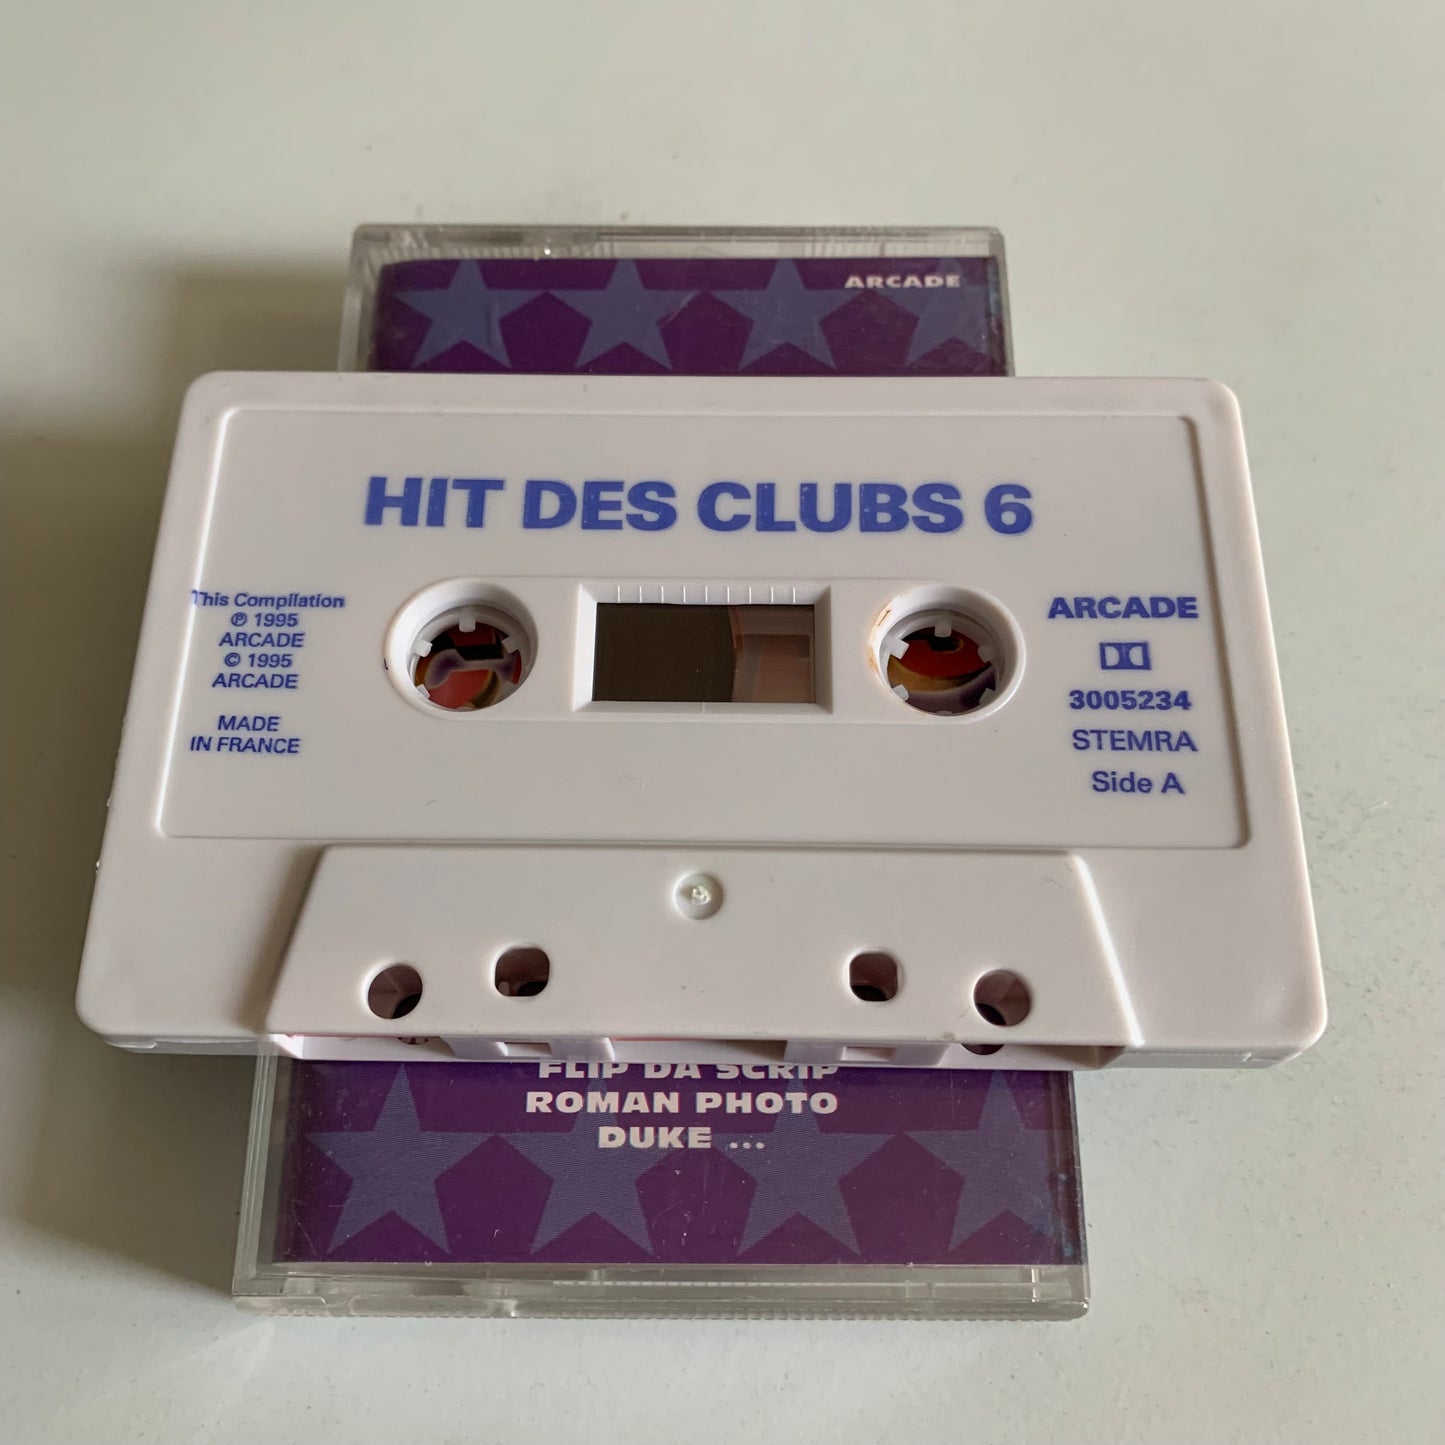 ARCADE
HIT DES CLUBS 6
This Compilation
℗ 1995
ARCADE
© 1995
ARCADE
MADE
IN FRANCE
ARCADE
3005234
STEMRA
Side A
FLIP DA SCRIP
ROMAN PHOTO
DUKE ...